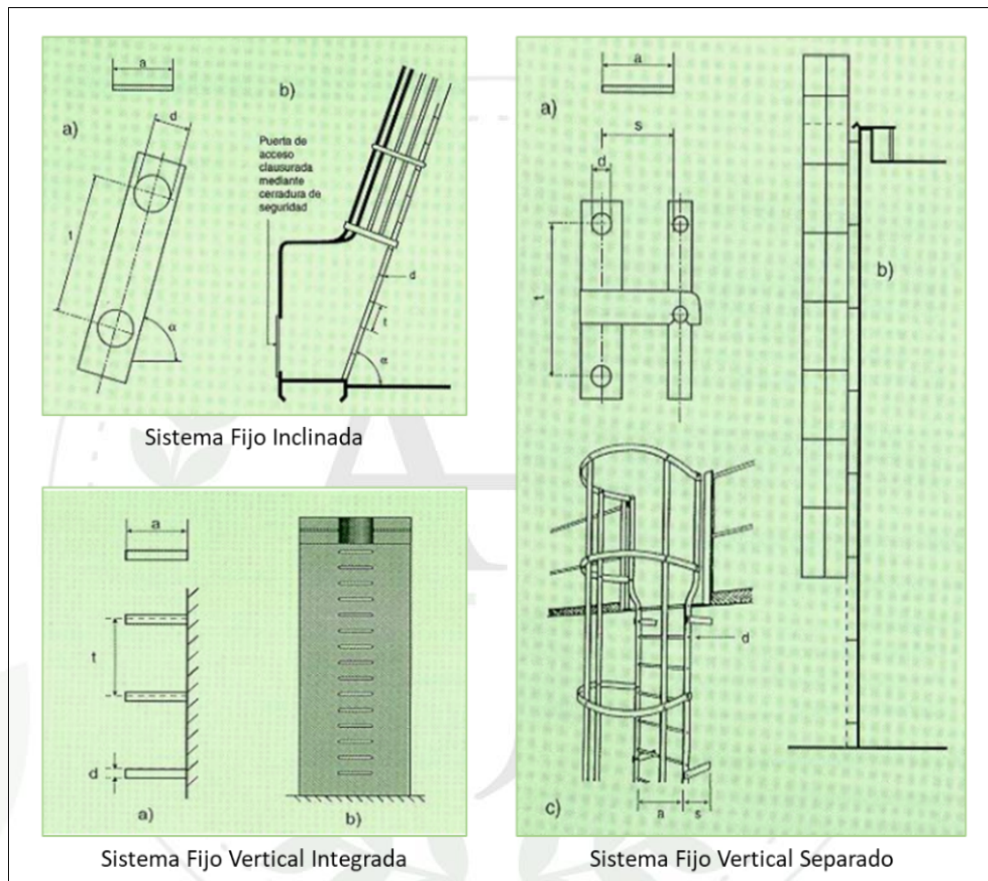 a
a)
d
t
α
b)
Puerta de
acceso
clausurada
mediante
cerradura de
seguridad
d
t
α
Sistema Fijo Inclinada
a
t
d
a)
b)
Sistema Fijo Vertical Integrada
a
a)
s
d
t
b)
d
c)
a
s
Sistema Fijo Vertical Separado